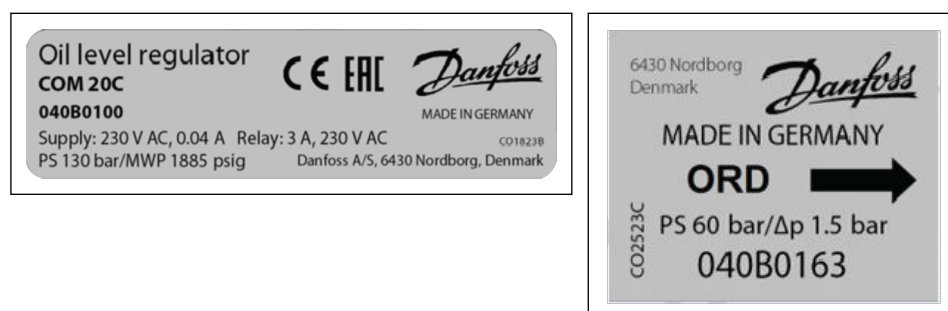 Oil level regulator
COM 20C
040B0100
CE EAC
Danfoss
MADE IN GERMANY
Supply: 230 V AC, 0.04 A Relay: 3 A, 230 V AC
CO1823B
PS 130 bar/MWP 1885 psig
Danfoss A/S, 6430 Nordborg, Denmark
6430 Nordborg
Denmark
Danfoss
MADE IN GERMANY
ORD
PS 60 bar/Δp 1.5 bar
CO2523C
040B0163